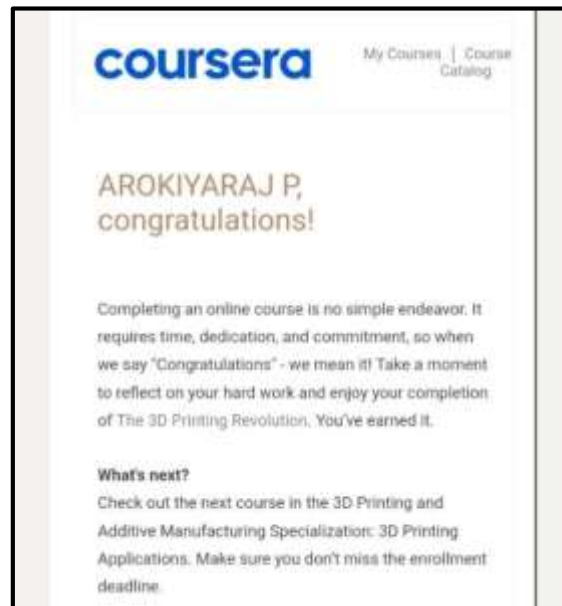 coursera
My Courses | Course
Catalog
AROKIYARAJ P,
congratulations!
Completing an online course is no simple endeavor. It
requires time, dedication, and commitment, so when
we say "Congratulations" - we mean it! Take a moment
to reflect on your hard work and enjoy your completion
of The 3D Printing Revolution. You've earned it.
What's next?
Check out the next course in the 3D Printing and
Additive Manufacturing Specialization: 3D Printing
Applications. Make sure you don't miss the enrollment
deadline.